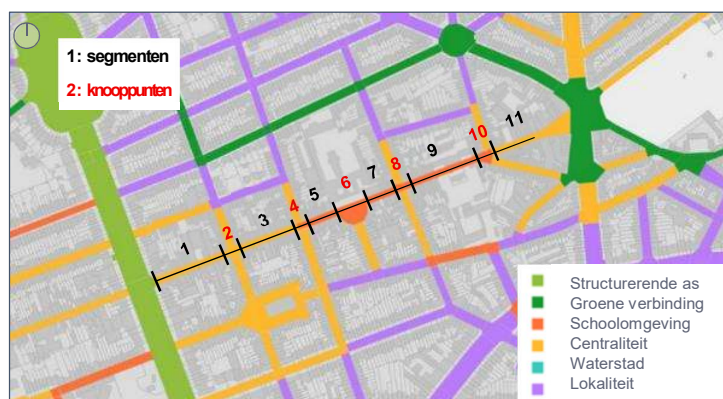 1: segmenten
2: knooppunten
1
2
3
4
5
6
7
8
9
10
11
Structurerende as
Groene verbinding
Schoolomgeving
Centraliteit
Waterstad
Lokaliteit